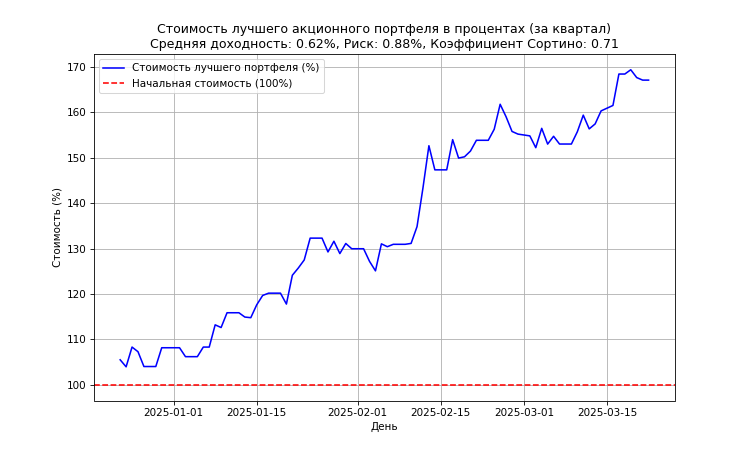 Стоимость лучшего акционного портфеля в процентах (за квартал)
Средняя доходность: 0.62%, Риск: 0.88%, Коэффициент Сортино: 0.71
Стоимость лучшего портфеля (%)
Начальная стоимость (100%)
Стоимость (%)
170
160
150
140
130
120
110
100
2025-01-01
2025-01-15
2025-02-01
2025-02-15
2025-03-01
2025-03-15
День